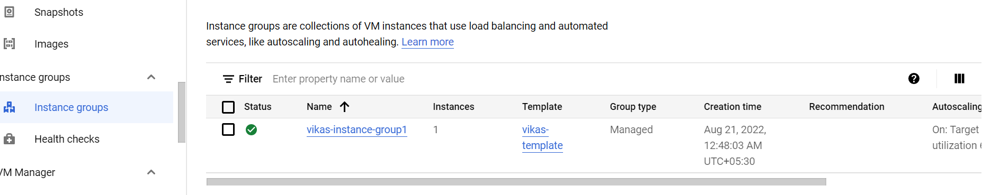 Snapshots
Images
nstance groups
Instance groups
Health checks
VM Manager
Instance groups are collections of VM instances that use load balancing and automated
services, like autoscaling and autohealing. Learn more
Filter Enter property name or value
Status Name Instances Template Group type Creation time Recommendation Autoscaling
vikas-instance-group1 1 vikas- Managed Aug 21, 2022, On: Target
template 12:48:03 AM utilization
UTC+05:30